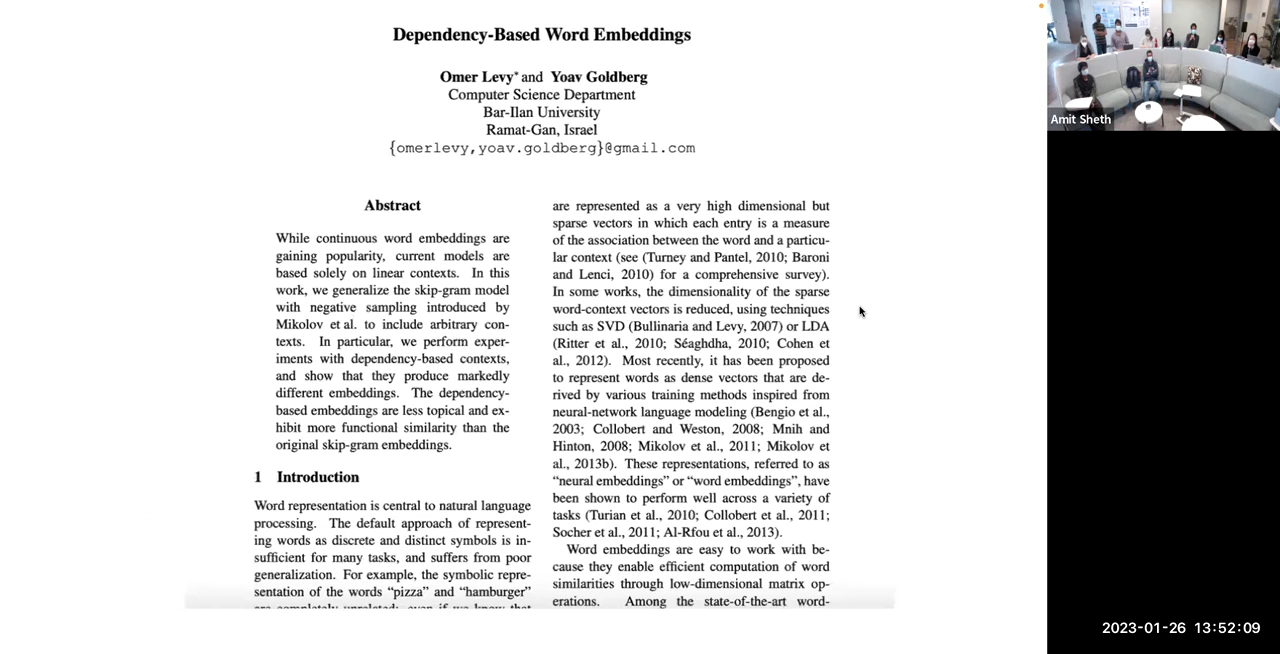 Dependency-Based Word Embeddings
Omer Levy* and Yoav Goldberg
Computer Science Department
Bar-Ilan University
Ramat-Gan, Israel
{omerlevy,yoav.goldberg}@gmail.com
Abstract
While continuous word embeddings are
gaining popularity, current models are
based solely on linear contexts. In this
work, we generalize the skip-gram model
with negative sampling introduced by
Mikolov et al. to include arbitrary con-
texts. In particular, we perform exper-
iments with dependency-based contexts,
and show that they produce markedly
different embeddings. The dependency-
based embeddings are less topical and ex-
hibit more functional similarity than the
original skip-gram embeddings.
1 Introduction
Word representation is central to natural language
processing. The default approach of represent-
ing words as discrete and distinct symbols is in-
sufficient for many tasks, and suffers from poor
generalization. For example, the symbolic repre-
sentation of the words “pizza” and “hamburger”
are completely unrelated: even if we know that
are represented as a very high dimensional but
sparse vectors in which each entry is a measure
of the association between the word and a particu-
lar context (see (Turney and Pantel, 2010; Baroni
and Lenci, 2010) for a comprehensive survey).
In some works, the dimensionality of the sparse
word-context vectors is reduced, using techniques
such as SVD (Bullinaria and Levy, 2007) or LDA
(Ritter et al., 2010; Séaghdha, 2010; Cohen et
al., 2012). Most recently, it has been proposed
to represent words as dense vectors that are de-
rived by various training methods inspired from
neural-network language modeling (Bengio et al.,
2003; Collobert and Weston, 2008; Mnih and
Hinton, 2008; Mikolov et al., 2011; Mikolov et
al., 2013b). These representations, referred to as
“neural embeddings” or “word embeddings”, have
been shown to perform well across a variety of
tasks (Turian et al., 2010; Collobert et al., 2011;
Socher et al., 2011; Al-Rfou et al., 2013).
Word embeddings are easy to work with be-
cause they enable efficient computation of word
similarities through low-dimensional matrix op-
erations. Among the state-of-the-art word-
Amit Sheth
2023-01-26 13:52:09